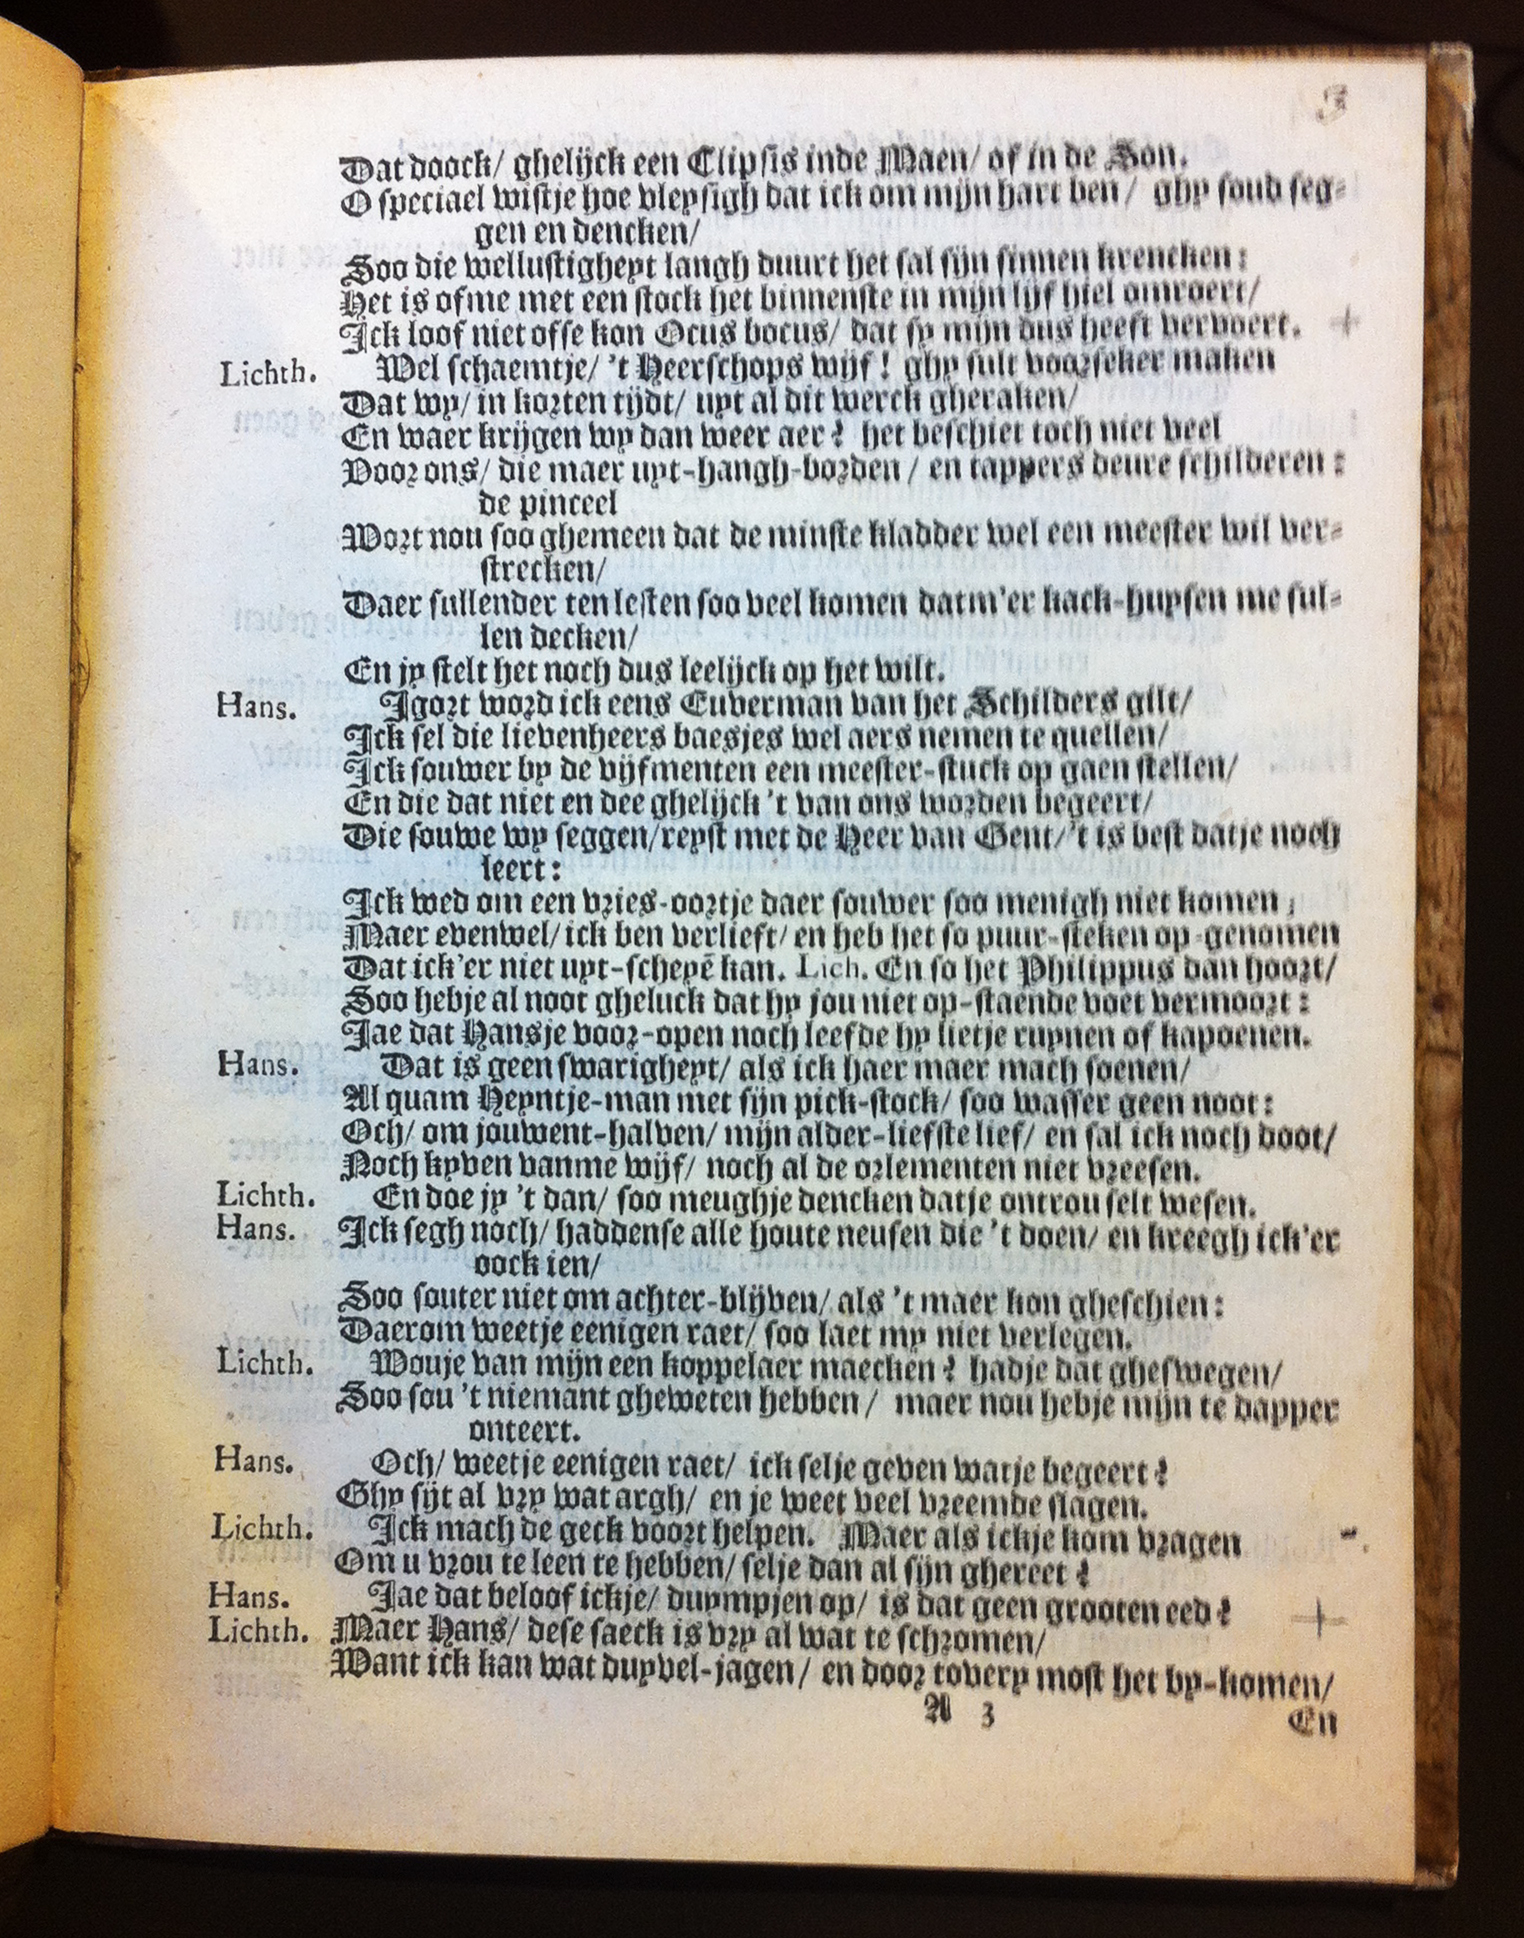 3
Dat doock/ ghelijck een Clipsis inde Maen/ of in de Son.
O speciael wistje hoe vleysigh dat ick om mijn hart ben/ ghy soud seg-
gen en dencken/
Soo die wellustigheyt langh duurt het sal sijn sinnen krencken:
Het is ofme met een stock het binnenste in mijn lijf hiel omroert/
Ick loof niet offe kon Ocus bocus/ dat sy mijn dus heeft vervoert.
Lichth. Wel schaemtje/ 't Heerschops wijf! ghy sult voorseker maken
Dat wy/ in korten tijdt/ uyt al dit werck gheraken/
En waer krijgen wy dan weer aer? het beschiet toch niet veel
Voor ons/ die maer uyt-hangh-borden/ en tappers deure schilderen:
de pinceel
Wort nou soo ghemeen dat de minste kladder wel een meester wil ver-
strecken/
Daer sullender ten lesten soo veel komen datm'er kack-huysen me sul-
len decken/
En jy stelt het noch dus leelijck op het wilt.
Hans. Igort word ick eens Euverman van het Schilders gilt/
Ick sel die lievenheers baesjes wel aers nemen te quellen/
Ick souwer by de vijfmenten een meester-stuck op gaen stellen/
En die dat niet en dee ghelijck 't van ons worden begeert/
Die souwe wy seggen/ reyst met de Heer van Gent/ 't is best datje noch
leert:
Ick wed om een vries-oortje daer souwer soo menigh niet komen,
Maer evenwel/ ick ben verlieft/ en heb het so puur-steken op-genomen
Dat ick'er niet uyt-scheyē kan. Lich. En so het Philippus dan hoort/
Soo hebje al noot gheluck dat hy jou niet op-staende voet vermoort:
Jae dat Hansje voor-open noch leefde hy lietje ruynen of kapoenen.
Hans. Dat is geen swarigheyt/ als ick haer maer mach soenen/
Al quam Heyntje-man met sijn pick-stock/ soo wasser geen noot:
Och/ om jouwent-halven/ mijn alder-liefste lief/ en sal ick noch doot/
Noch kyven vanme wijf/ noch al de orlementen niet vreesen.
Lichth. En doe jy 't dan/ soo meughje dencken datje ontrou selt wesen.
Hans. Ick segh noch/ haddense alle houte neusen die 't doen/ en kreegh ick'er
oock ien/
Soo souter niet om achter-blijven/ als 't maer kon gheschien:
Daerom weetje eenigen raet/ soo laet my niet verlegen.
Lichth. Wouje van mijn een koppelaer maecken? hadje dat gheswegen/
Soo sou 't niemant gheweten hebben/ maer nou hebje mijn te dapper
onteert.
Hans. Och/ weetje eenigen raet/ ick selje geven watje begeert?
Ghy sijt al vry wat argh/ en je weet veel vreemde slagen.
Lichth. Ick mach de geck voort helpen. Maer als ickje kom vragen
Om u vrou te leen te hebben/ selje dan al sijn ghereet?
Hans. Jae dat beloof ickje/ duympjen op/ is dat geen grooten eed?
Lichth. Maer Hans/ dese saeck is vry al wat te schromen/
Want ick kan wat duyvel-jagen/ en door tovery most het by-komen/
A 3
En